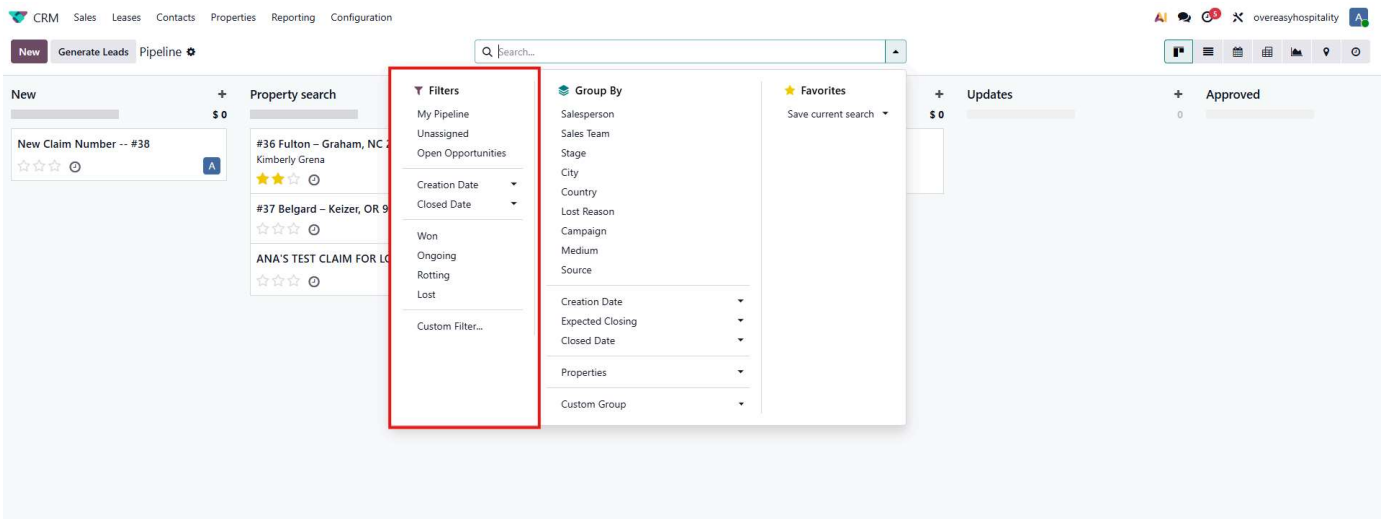 CRM Sales Leases Contacts Properties Reporting Configuration
AI 5 overeasyhospitality A
New Generate Leads Pipeline
Search...
New
$ 0
New Claim Number -- #38
A
Property search
#36 Fulton – Graham, NC
Kimberly Grena
#37 Belgard – Keizer, OR 9
ANA'S TEST CLAIM FOR
Filters
My Pipeline
Unassigned
Open Opportunities
Creation Date
Closed Date
Won
Ongoing
Rotting
Lost
Custom Filter...
Group By
Salesperson
Sales Team
Stage
City
Country
Lost Reason
Campaign
Medium
Source
Creation Date
Expected Closing
Closed Date
Properties
Custom Group
Favorites
Save current search
$ 0
Updates
0
Approved